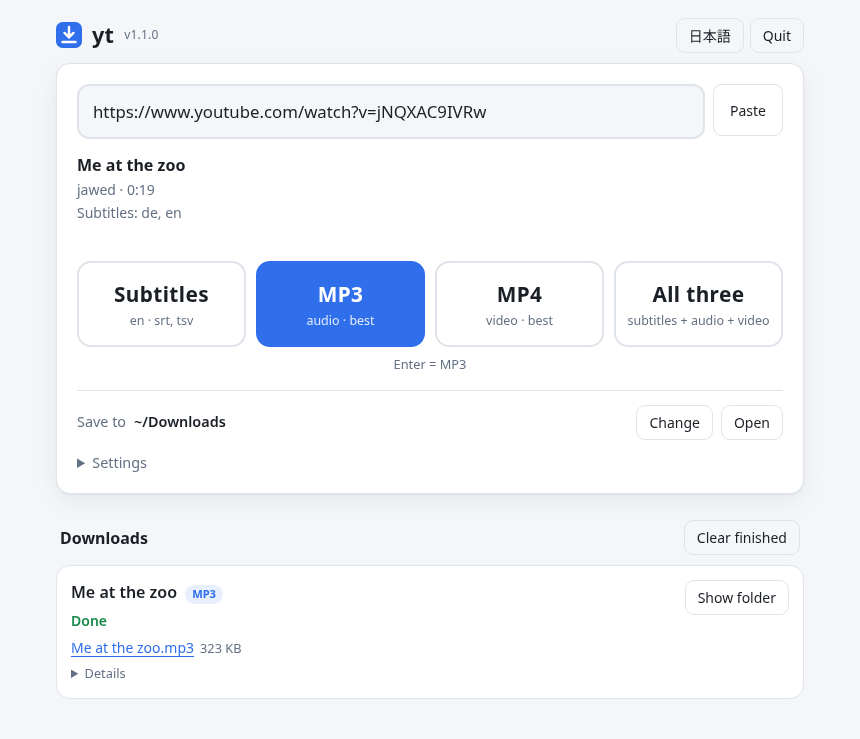 yt v1.1.0
日本語 Quit
https://www.youtube.com/watch?v=jNQXAC9IVRw
Paste
Me at the zoo
jawed · 0:19
Subtitles: de, en
Subtitles
en · srt, tsv
MP3
audio · best
MP4
video · best
All three
subtitles + audio + video
Enter = MP3
Save to ~/Downloads
Change Open
Settings
Downloads
Clear finished
Me at the zoo MP3
Show folder
Done
Me at the zoo.mp3 323 KB
Details